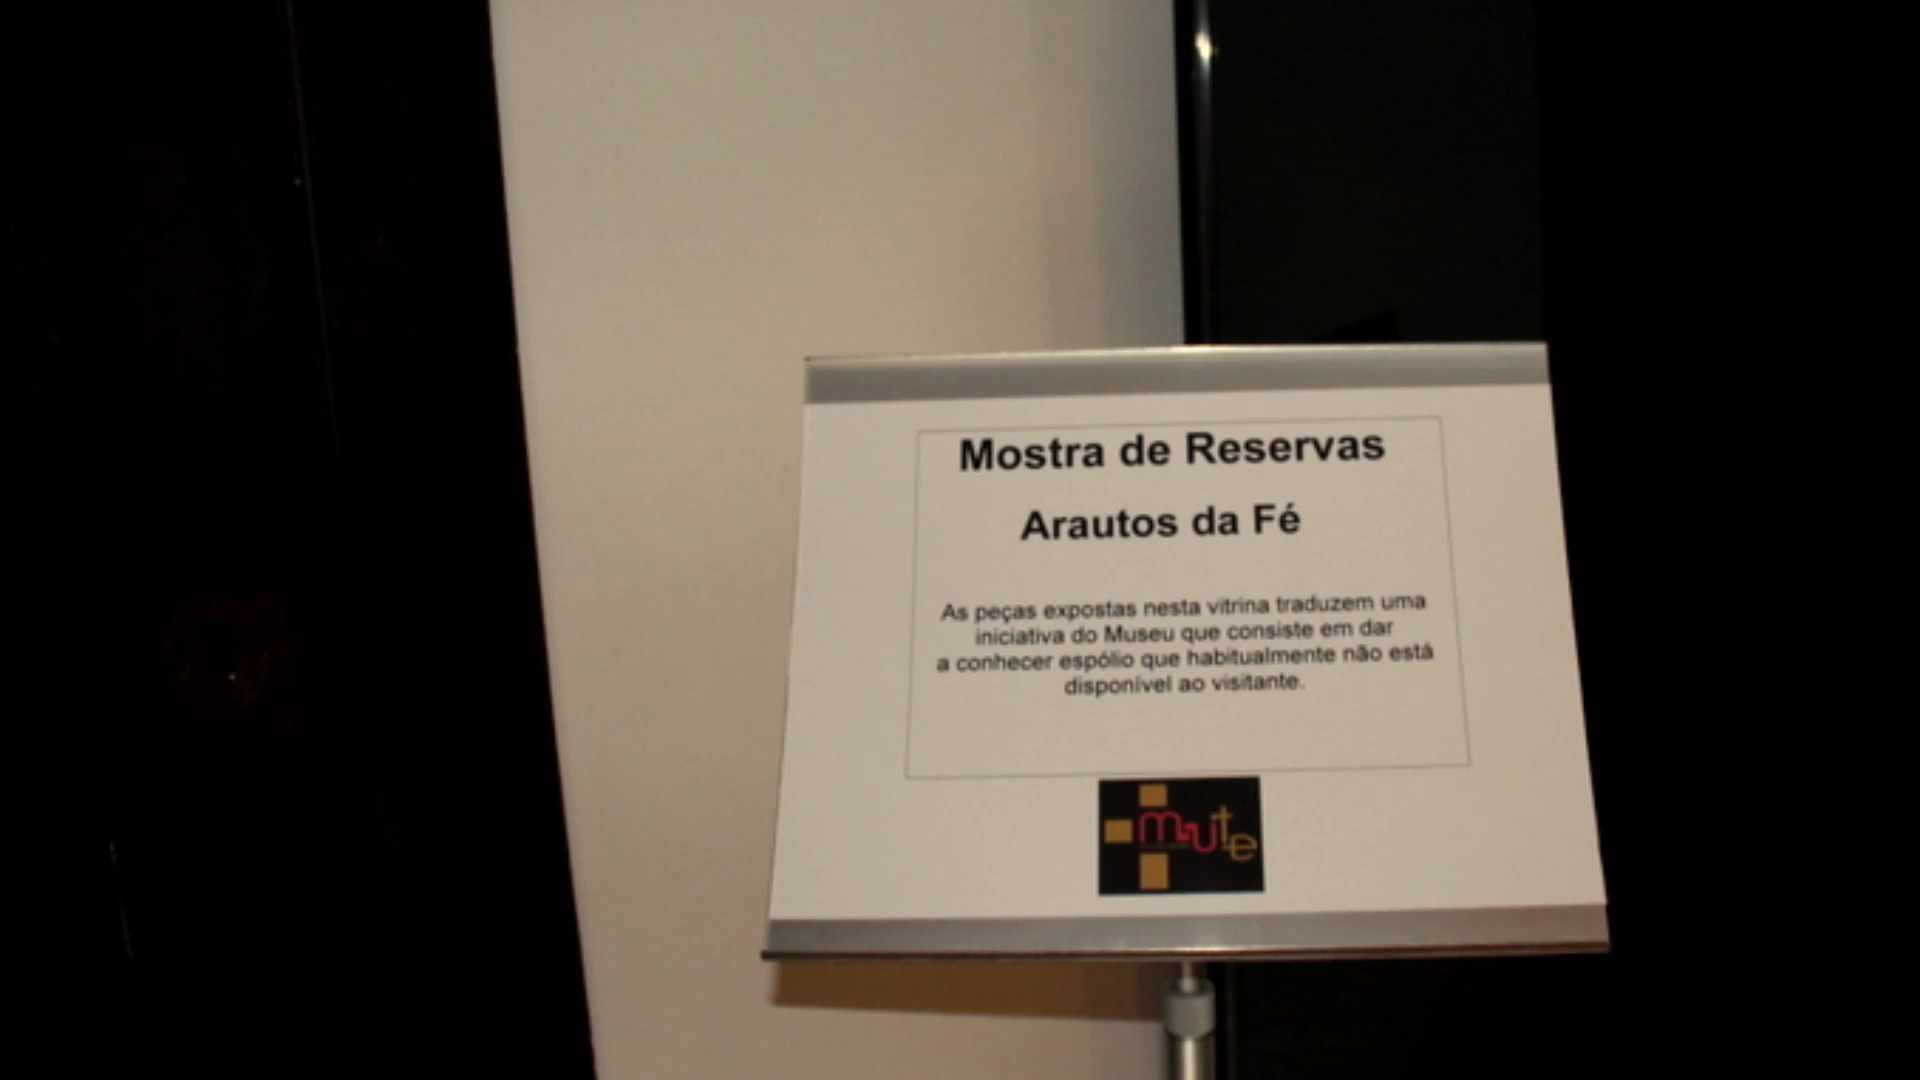 Mostra de Reservas
Arautos da Fé
As peças expostas nesta vitrina traduzem uma
iniciativa do Museu que consiste em dar
a conhecer espólio que habitualmente não está
disponível ao visitante.
mute